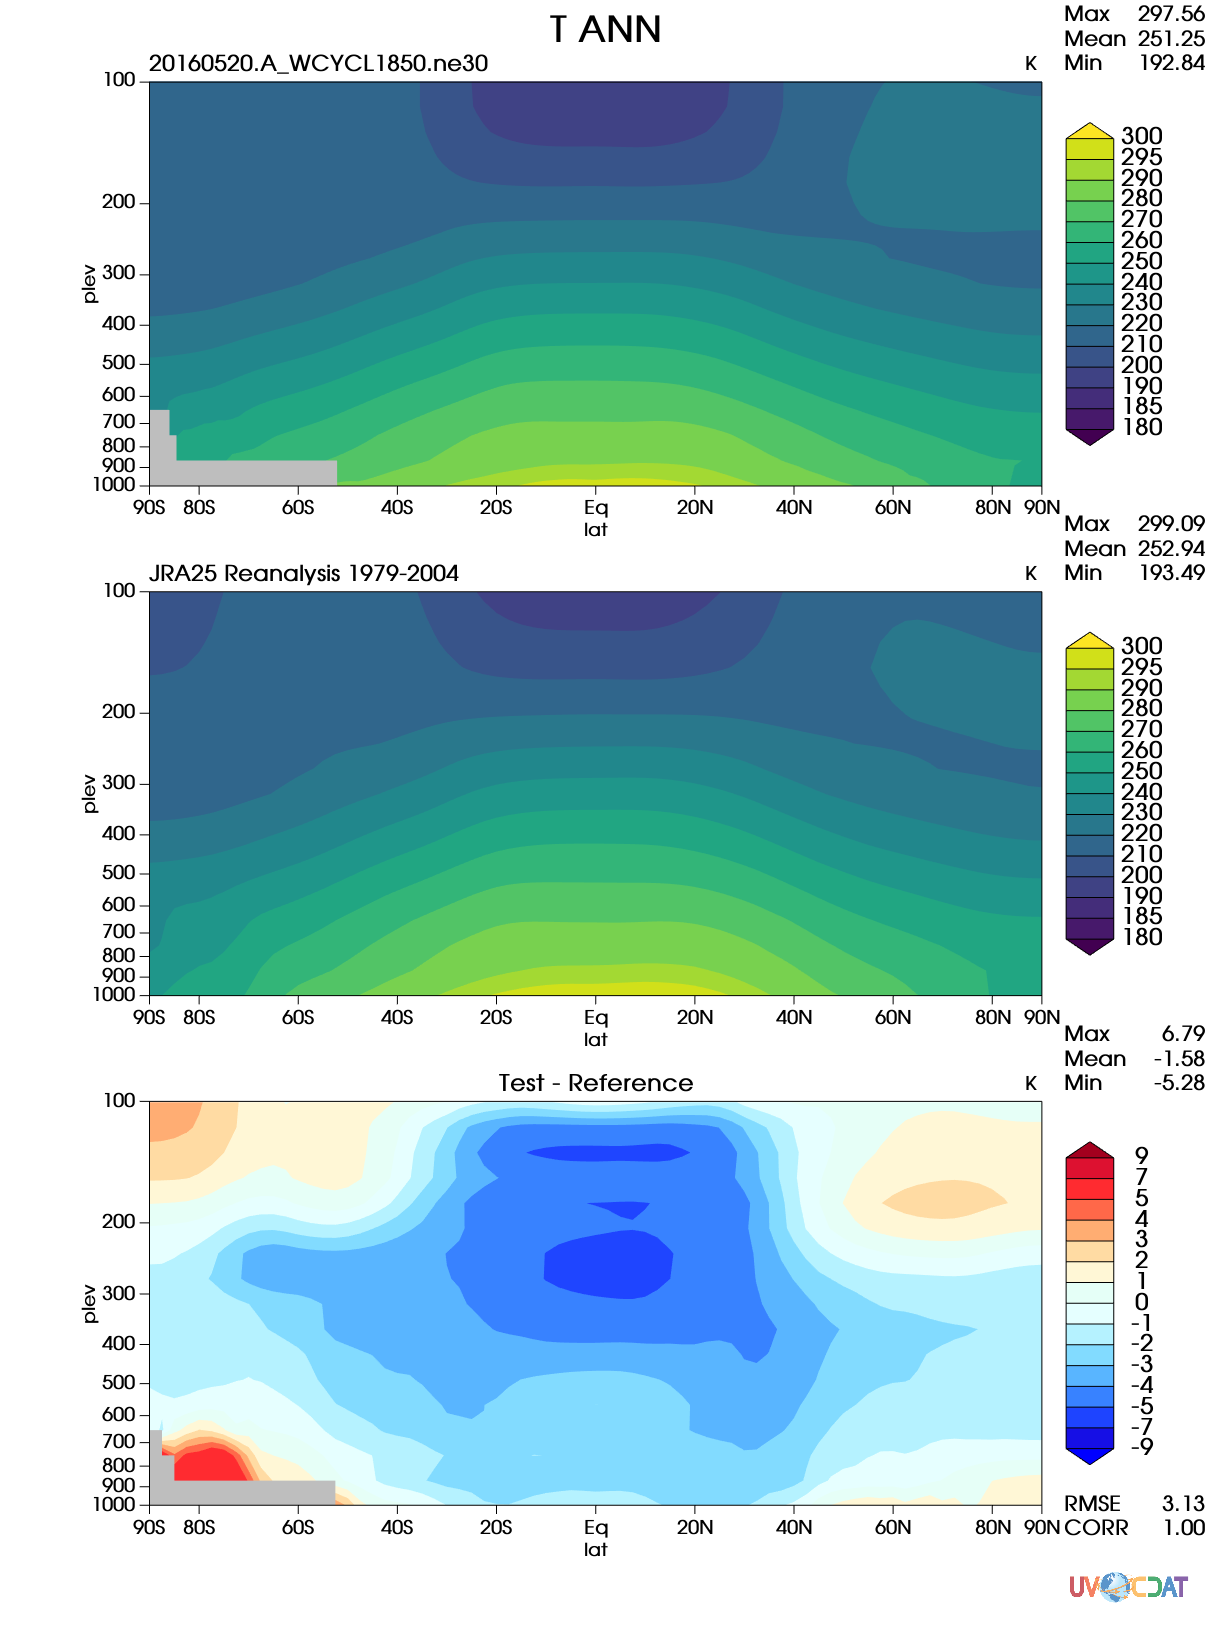 T ANN
20160520.A_WCYCL1850.ne30
K
Max 297.56
Mean 251.25
Min 192.84
100
200
300
400
500
600
700
800
900
1000
plev
90S 80S 60S 40S 20S Eq 20N 40N 60N 80N 90N
lat
300
295
290
280
270
260
250
240
230
220
210
200
190
185
180
JRA25 Reanalysis 1979-2004
K
Max 299.09
Mean 252.94
Min 193.49
100
200
300
400
500
600
700
800
900
1000
plev
90S 80S 60S 40S 20S Eq 20N 40N 60N 80N 90N
lat
300
295
290
280
270
260
250
240
230
220
210
200
190
185
180
Test - Reference
K
Max 6.79
Mean -1.58
Min -5.28
100
200
300
400
500
600
700
800
900
1000
plev
90S 80S 60S 40S 20S Eq 20N 40N 60N 80N 90N
lat
9
7
5
4
3
2
1
0
-1
-2
-3
-4
-5
-7
-9
RMSE 3.13
CORR 1.00
UV CDAT